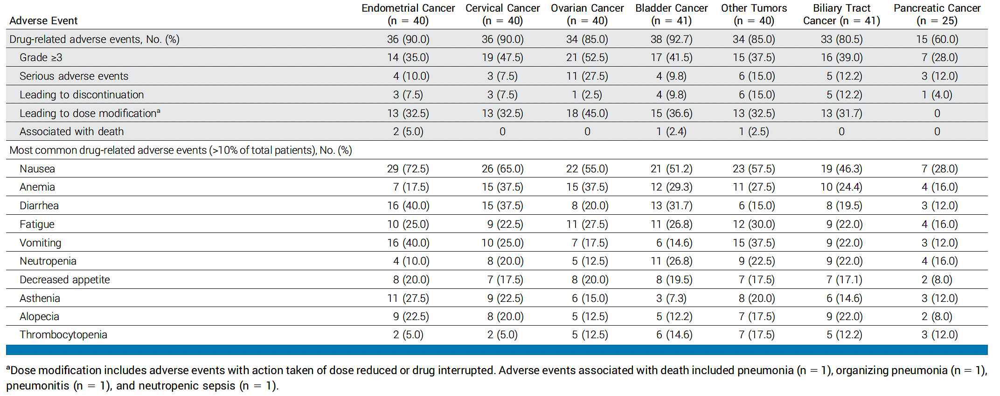 Adverse Event Endometrial Cancer (n = 40) Cervical Cancer (n = 40) Ovarian Cancer (n = 40) Bladder Cancer (n = 41) Other Tumors (n = 40) Biliary Tract Cancer (n = 41) Pancreatic Cancer (n = 25)
Drug-related adverse events, No. (%) 36 (90.0) 36 (90.0) 34 (85.0) 38 (92.7) 34 (85.0) 33 (80.5) 15 (60.0)
Grade ≥3 14 (35.0) 19 (47.5) 21 (52.5) 17 (41.5) 15 (37.5) 16 (39.0) 7 (28.0)
Serious adverse events 4 (10.0) 3 (7.5) 11 (27.5) 4 (9.8) 6 (15.0) 5 (12.2) 3 (12.0)
Leading to discontinuation 3 (7.5) 3 (7.5) 1 (2.5) 4 (9.8) 6 (15.0) 5 (12.2) 1 (4.0)
Leading to dose modificationᵃ 13 (32.5) 13 (32.5) 18 (45.0) 15 (36.6) 13 (32.5) 13 (31.7) 0
Associated with death 2 (5.0) 0 0 1 (2.4) 1 (2.5) 0 0
Most common drug-related adverse events (>10% of total patients), No. (%)
Nausea 29 (72.5) 26 (65.0) 22 (55.0) 21 (51.2) 23 (57.5) 19 (46.3) 7 (28.0)
Anemia 7 (17.5) 15 (37.5) 15 (37.5) 12 (29.3) 11 (27.5) 10 (24.4) 4 (16.0)
Diarrhea 16 (40.0) 15 (37.5) 8 (20.0) 13 (31.7) 6 (15.0) 8 (19.5) 3 (12.0)
Fatigue 10 (25.0) 9 (22.5) 11 (27.5) 11 (26.8) 12 (30.0) 9 (22.0) 4 (16.0)
Vomiting 16 (40.0) 10 (25.0) 7 (17.5) 6 (14.6) 15 (37.5) 9 (22.0) 3 (12.0)
Neutropenia 4 (10.0) 8 (20.0) 5 (12.5) 11 (26.8) 9 (22.5) 9 (22.0) 4 (16.0)
Decreased appetite 8 (20.0) 7 (17.5) 8 (20.0) 8 (19.5) 7 (17.5) 7 (17.1) 2 (8.0)
Asthenia 11 (27.5) 9 (22.5) 6 (15.0) 3 (7.3) 8 (20.0) 6 (14.6) 3 (12.0)
Alopecia 9 (22.5) 8 (20.0) 5 (12.5) 5 (12.2) 7 (17.5) 9 (22.0) 2 (8.0)
Thrombocytopenia 2 (5.0) 2 (5.0) 5 (12.5) 6 (14.6) 7 (17.5) 5 (12.2) 3 (12.0)
ᵃDose modification includes adverse events with action taken of dose reduced or drug interrupted. Adverse events associated with death included pneumonia (n = 1), organizing pneumonia (n = 1),
pneumonitis (n = 1), and neutropenic sepsis (n = 1).